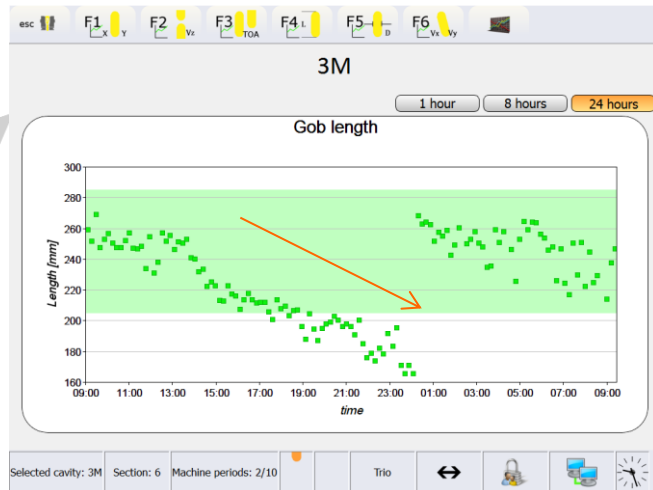 esc F1 X Y F2 Vz F3 TOA F4 L F5 D F6 Vx Vy
3M
1 hour 8 hours 24 hours
Gob length
300
280
260
240
220
200
180
160
Length [mm]
09:00 11:00 13:00 15:00 17:00 19:00 21:00 23:00 01:00 03:00 05:00 07:00 09:00
time
Selected cavity: 3M Section: 6 Machine periods: 2/10 Trio